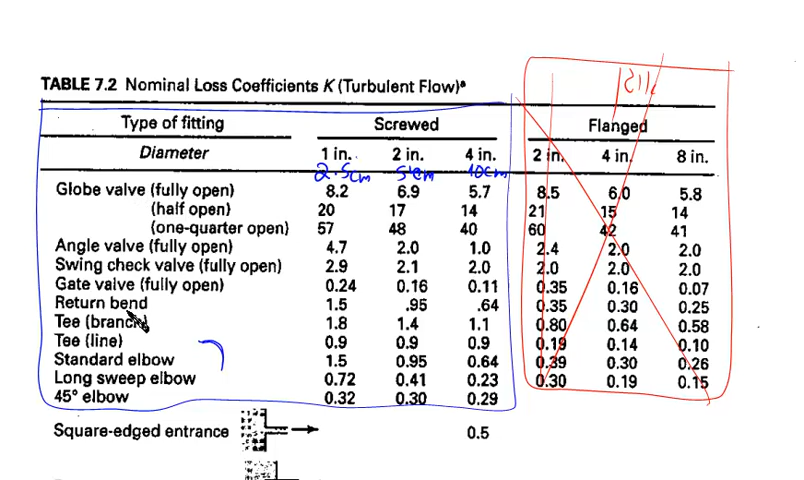 TABLE 7.2 Nominal Loss Coefficients K (Turbulent Flow)ª
Type of fitting Screwed Flanged
Diameter 1 in. 2 in. 4 in. 2 in. 4 in. 8 in.
2.5cm 5cm 10cm
Globe valve (fully open) 8.2 6.9 5.7 8.5 6.0 5.8
(half open) 20 17 14 21 15 14
(one-quarter open) 57 48 40 60 42 41
Angle valve (fully open) 4.7 2.0 1.0 2.4 2.0 2.0
Swing check valve (fully open) 2.9 2.1 2.0 2.0 2.0 2.0
Gate valve (fully open) 0.24 0.16 0.11 0.35 0.16 0.07
Return bend 1.5 .95 .64 0.35 0.30 0.25
Tee (branch) 1.8 1.4 1.1 0.80 0.64 0.58
Tee (line) 0.9 0.9 0.9 0.19 0.14 0.10
Standard elbow 1.5 0.95 0.64 0.39 0.30 0.26
Long sweep elbow 0.72 0.41 0.23 0.30 0.19 0.15
45° elbow 0.32 0.30 0.29
Square-edged entrance 0.5